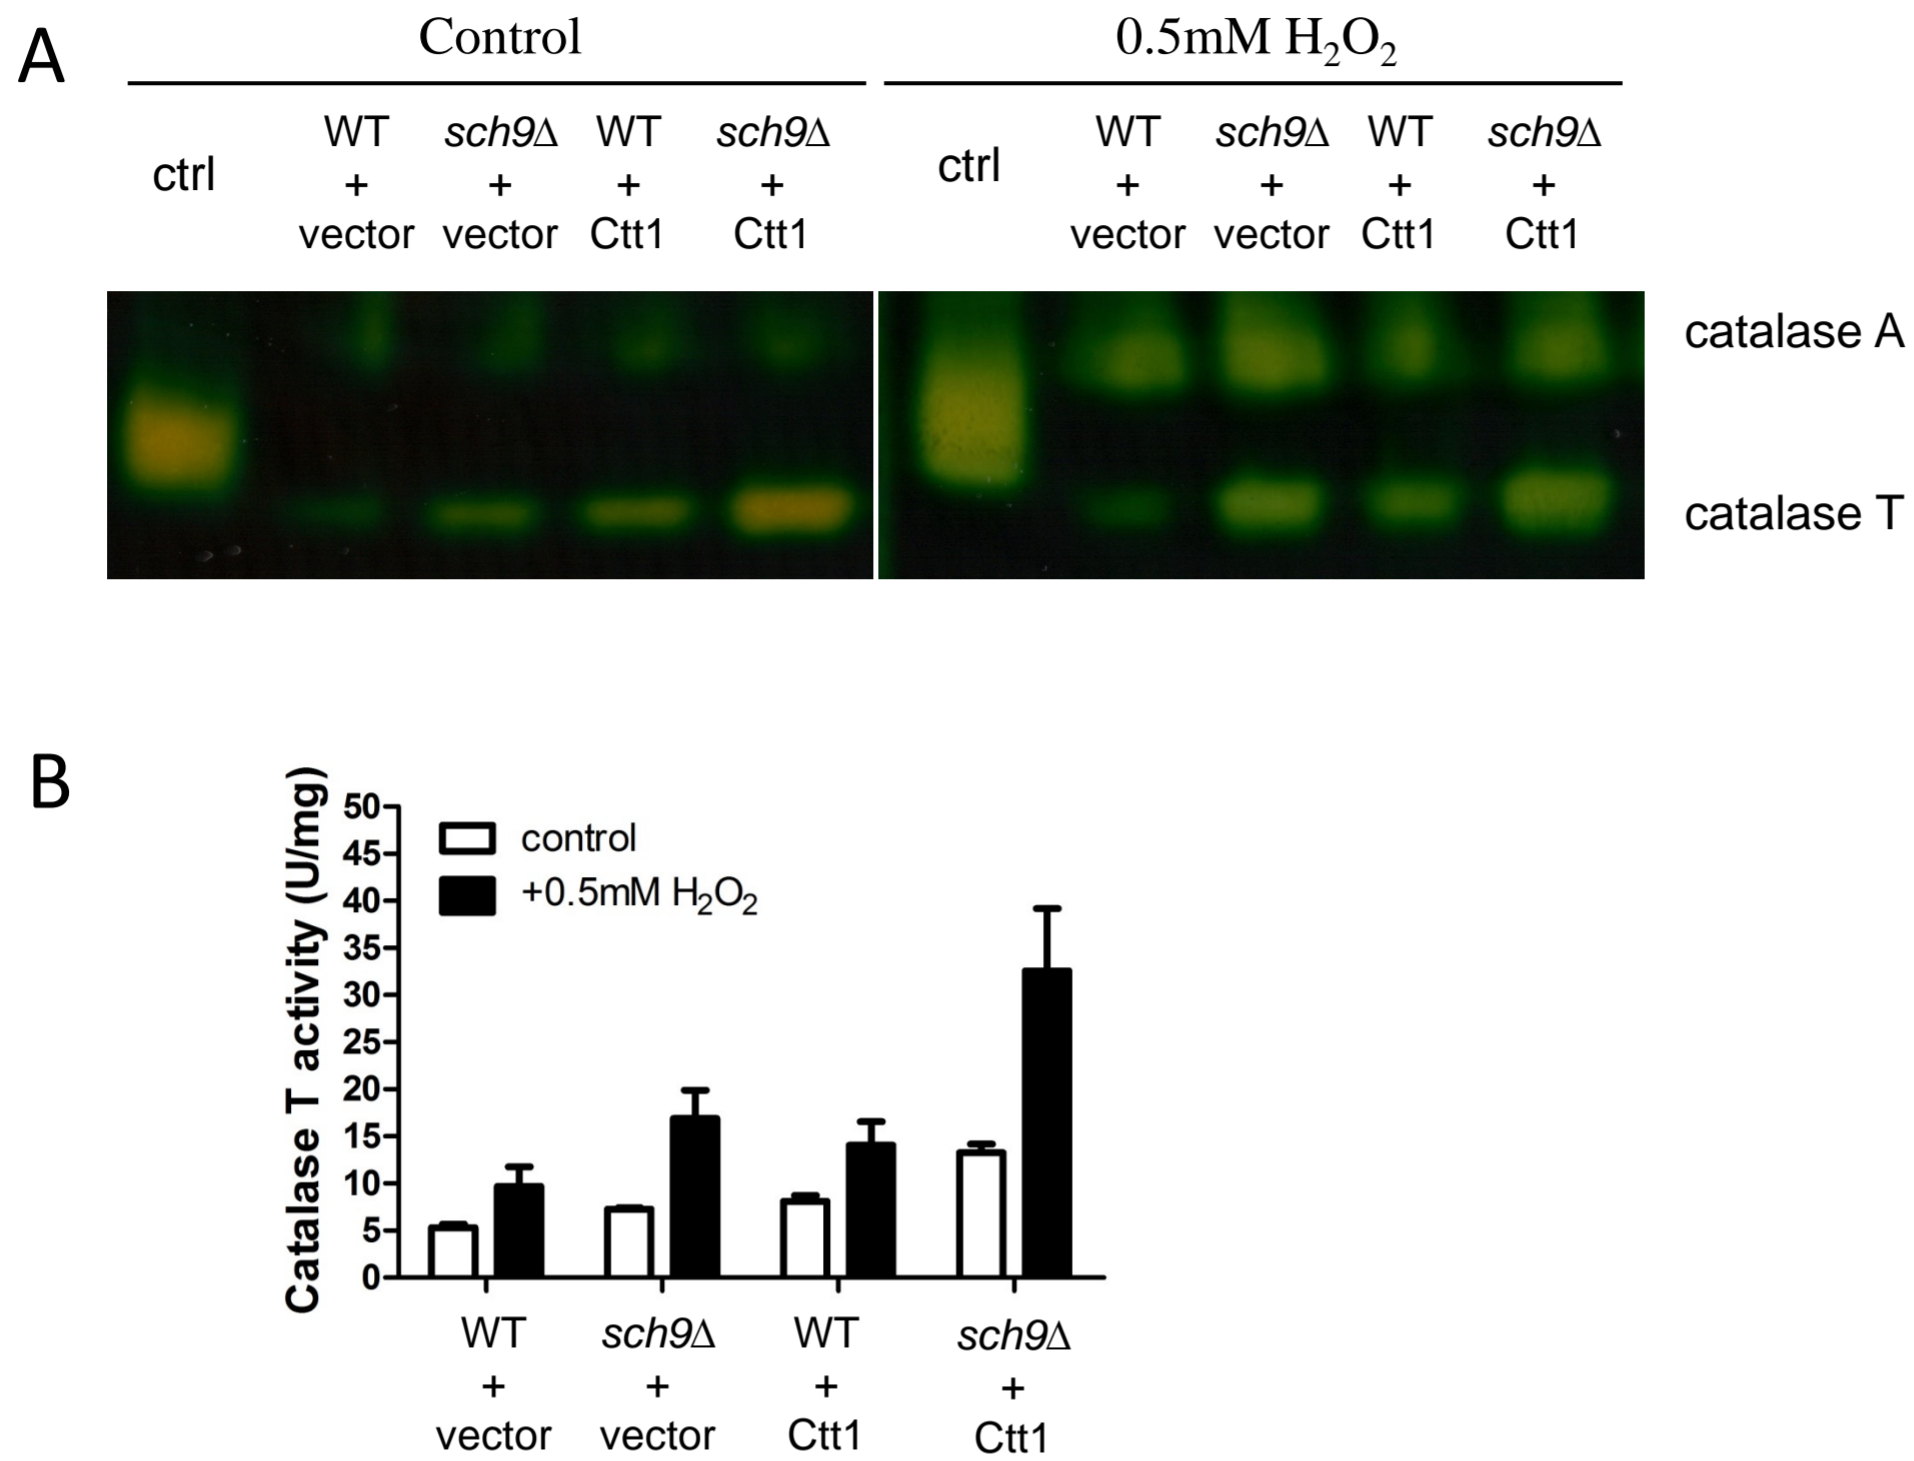 A
Control
0.5mM H₂O₂
ctrl
WT + vector
sch9Δ + vector
WT + Ctt1
sch9Δ + Ctt1
ctrl
WT + vector
sch9Δ + vector
WT + Ctt1
sch9Δ + Ctt1
catalase A
catalase T
B
Catalase T activity (U/mg)
50
45
40
35
30
25
20
15
10
5
0
control
+0.5mM H₂O₂
WT + vector
sch9Δ + vector
WT + Ctt1
sch9Δ + Ctt1